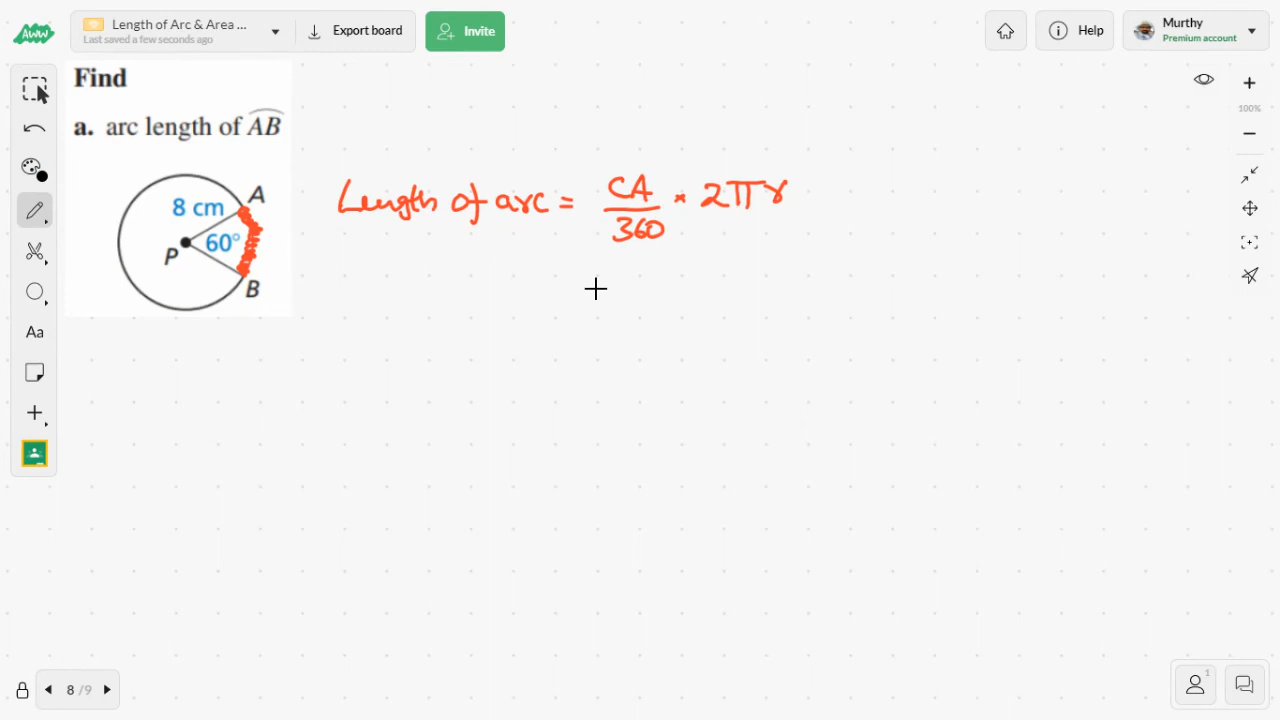 AWW
Length of Arc & Area ...
Last saved a few seconds ago
Export board
Invite
Help
Murthy
Premium account
Find
a. arc length of AB
8 cm
A
60°
P
B
Length of arc = CA/360 × 2πr
100%
Aa
8 /9
1